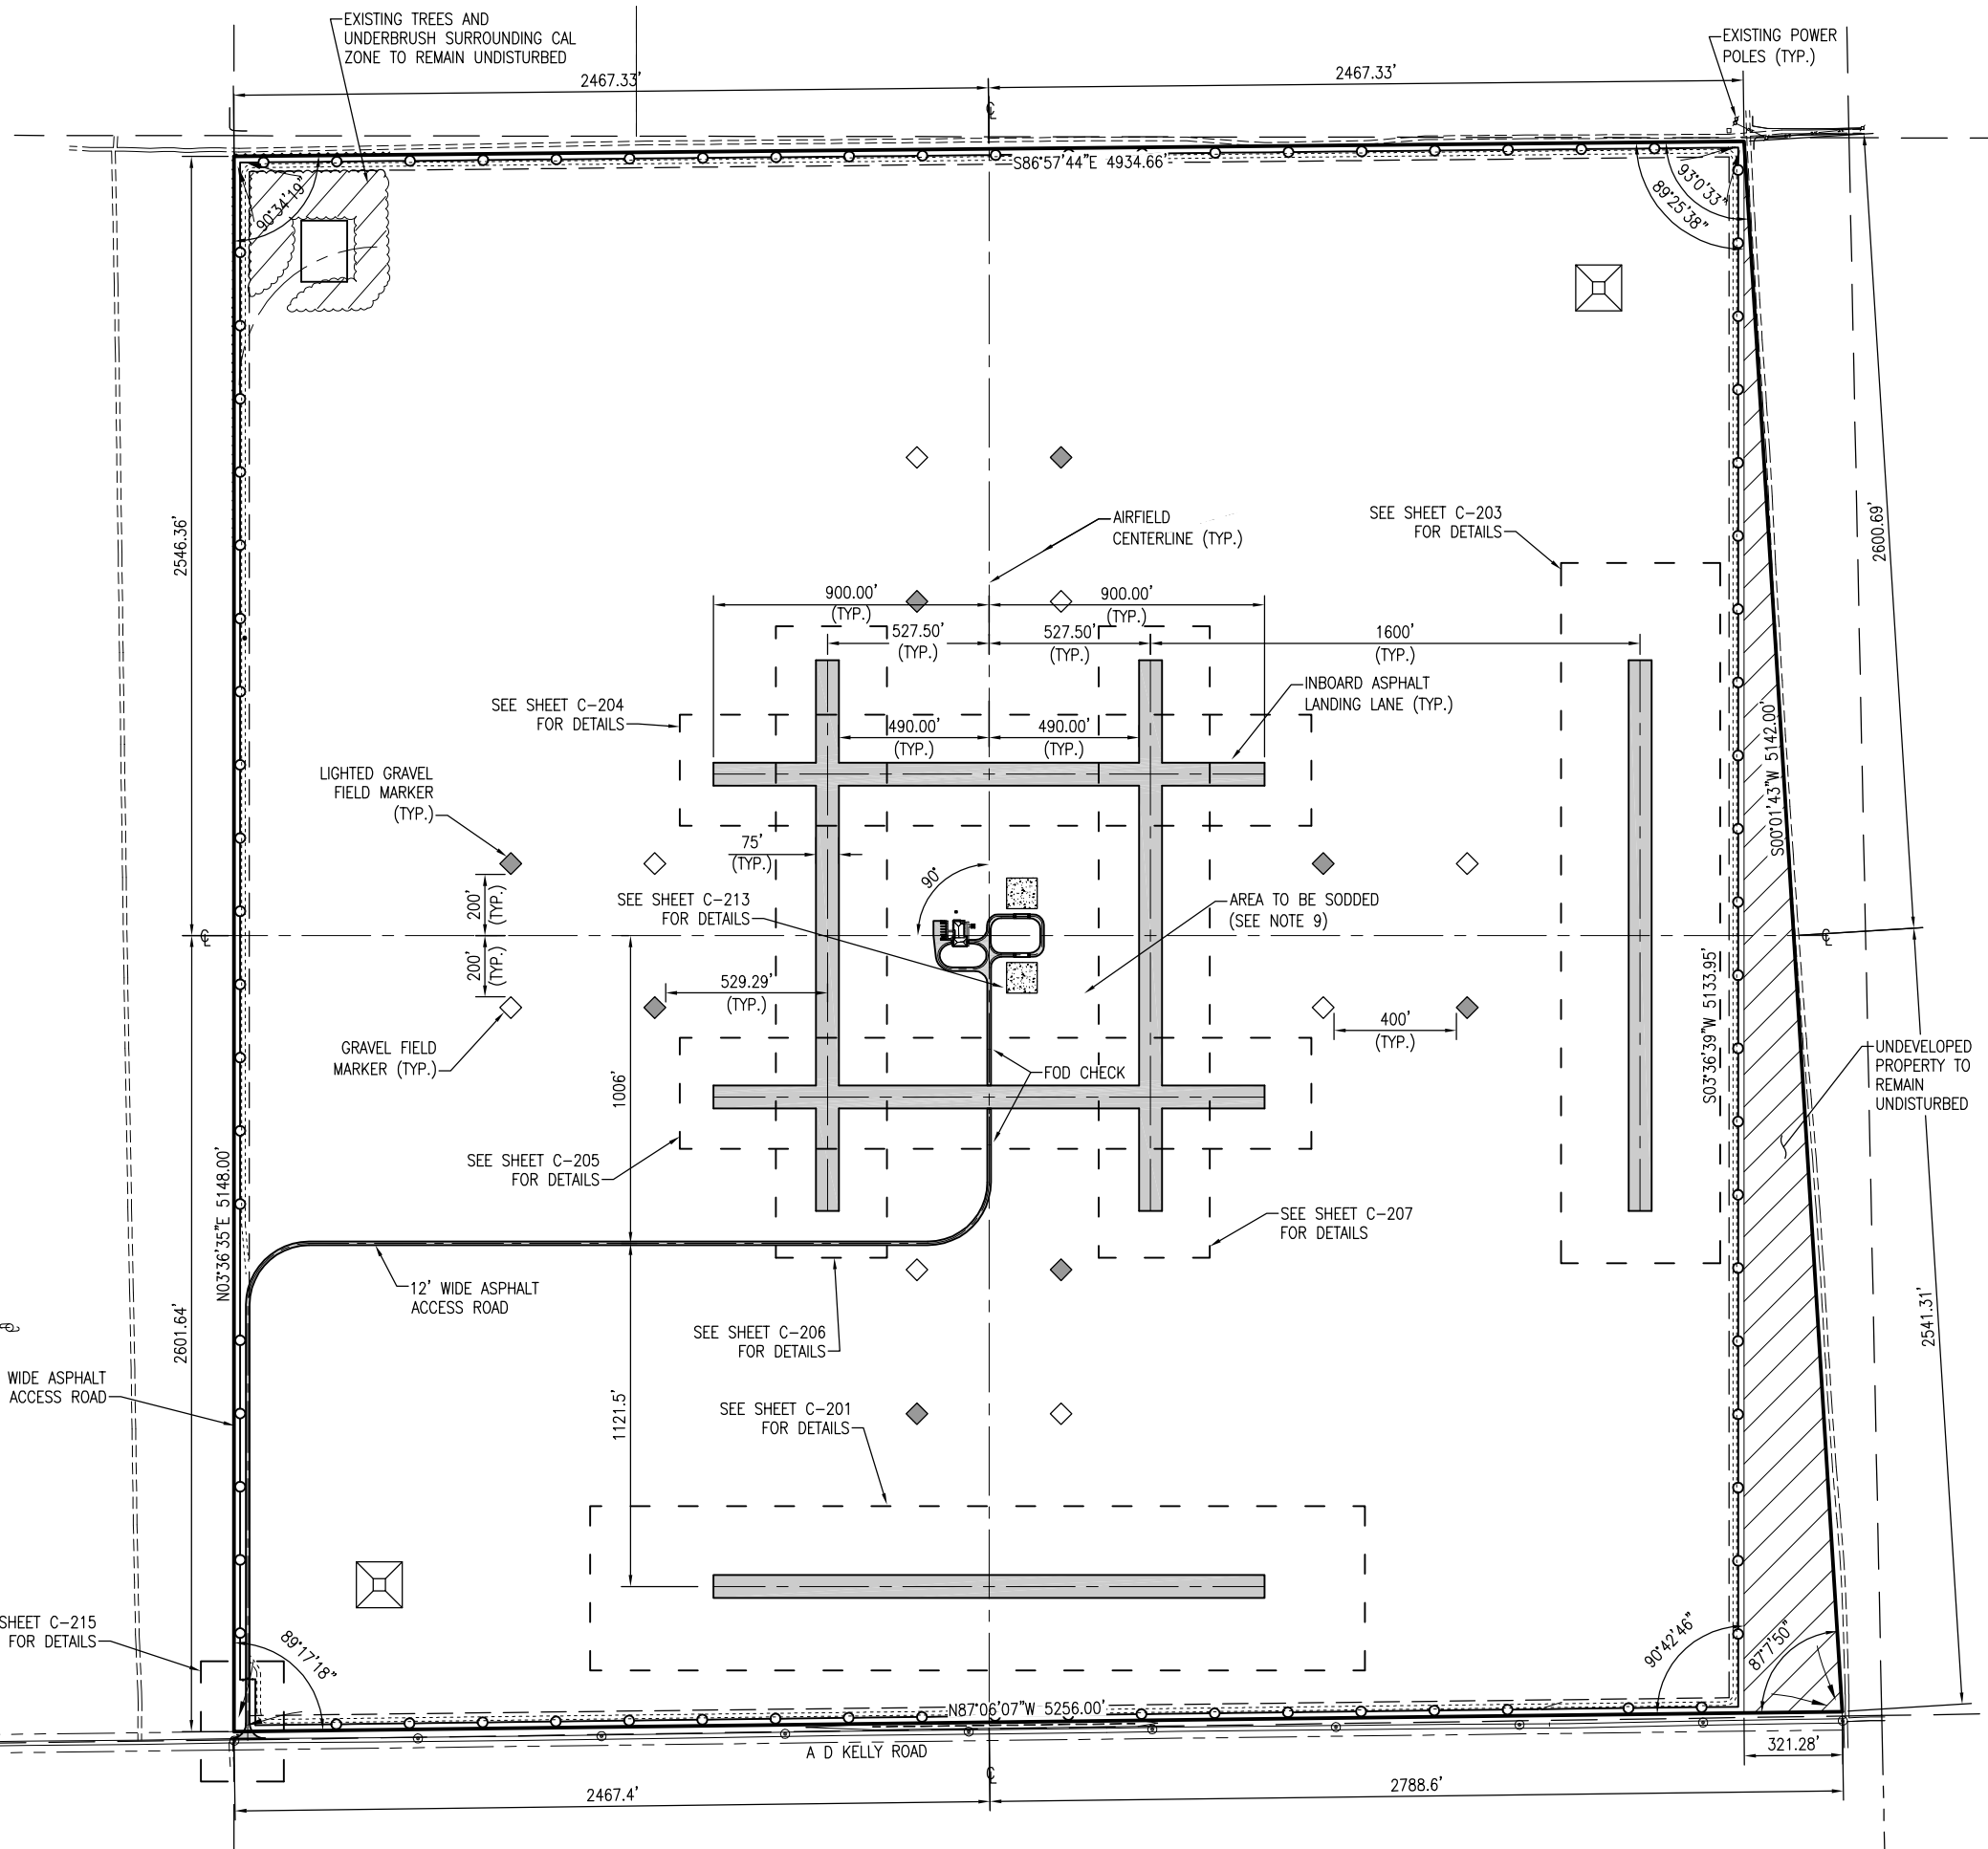 EXISTING TREES AND
UNDERBRUSH SURROUNDING CAL
ZONE TO REMAIN UNDISTURBED
EXISTING POWER
POLES (TYP.)
2467.33'
2467.33'
S86°57'44"E 4934.66'
90°34'19"
93°0'33"
89°25'38"
2546.36'
2600.69'
AIRFIELD
CENTERLINE (TYP.)
SEE SHEET C-203
FOR DETAILS
900.00'
(TYP.)
900.00'
(TYP.)
527.50'
(TYP.)
527.50'
(TYP.)
1600'
(TYP.)
SEE SHEET C-204
FOR DETAILS
INBOARD ASPHALT
LANDING LANE (TYP.)
490.00'
(TYP.)
490.00'
(TYP.)
S00°01'43"W 5142.00'
LIGHTED GRAVEL
FIELD MARKER
(TYP.)
75'
(TYP.)
90°
200'
(TYP.)
SEE SHEET C-213
FOR DETAILS
AREA TO BE SODDED
(SEE NOTE 9)
200'
(TYP.)
529.29'
(TYP.)
400'
(TYP.)
S03°36'39"W 5133.95'
GRAVEL FIELD
MARKER (TYP.)
1006'
FOD CHECK
UNDEVELOPED
PROPERTY TO
REMAIN
UNDISTURBED
SEE SHEET C-205
FOR DETAILS
N03°36'35"E 5148.00'
SEE SHEET C-207
FOR DETAILS
12' WIDE ASPHALT
ACCESS ROAD
2601.64'
2541.31'
SEE SHEET C-206
FOR DETAILS
WIDE ASPHALT
ACCESS ROAD
1121.5'
SEE SHEET C-201
FOR DETAILS
SHEET C-215
FOR DETAILS
89°17'18"
90°42'46"
87°7'50"
N87°06'07"W 5256.00'
A D KELLY ROAD
321.28'
2467.4'
2788.6'